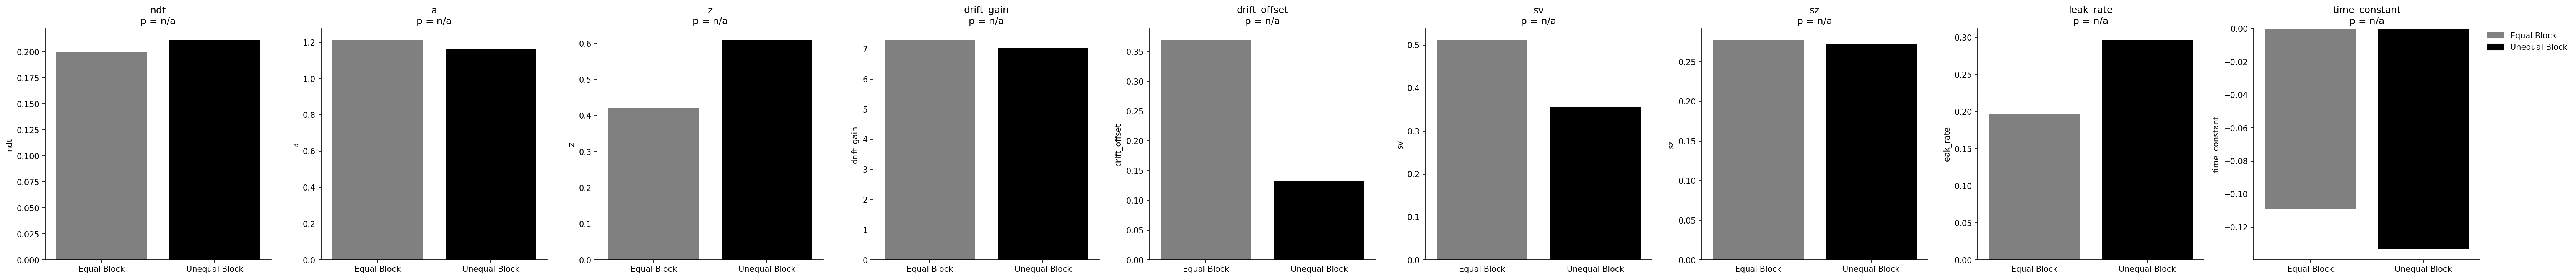 ndt
p = n/a
0.200
0.175
0.150
0.125
0.100
0.075
0.050
0.025
0.000
ndt
Equal Block
Unequal Block
a
p = n/a
1.2
1.0
0.8
0.6
0.4
0.2
0.0
a
Equal Block
Unequal Block
z
p = n/a
0.6
0.5
0.4
0.3
0.2
0.1
0.0
z
Equal Block
Unequal Block
drift_gain
p = n/a
7
6
5
4
3
2
1
0
drift_gain
Equal Block
Unequal Block
drift_offset
p = n/a
0.35
0.30
0.25
0.20
0.15
0.10
0.05
0.00
drift_offset
Equal Block
Unequal Block
sv
p = n/a
0.5
0.4
0.3
0.2
0.1
0.0
sv
Equal Block
Unequal Block
sz
p = n/a
0.25
0.20
0.15
0.10
0.05
0.00
sz
Equal Block
Unequal Block
leak_rate
p = n/a
0.30
0.25
0.20
0.15
0.10
0.05
0.00
leak_rate
Equal Block
Unequal Block
time_constant
p = n/a
0.00
−0.02
−0.04
−0.06
−0.08
−0.10
−0.12
time_constant
Equal Block
Unequal Block
Equal Block
Unequal Block